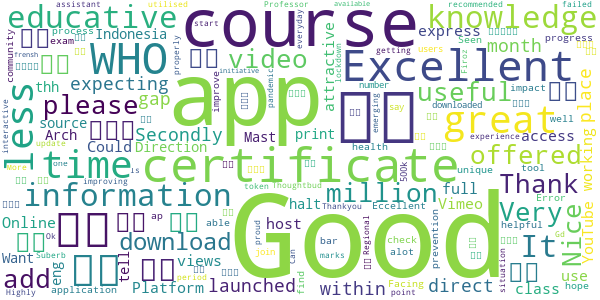 assistant
utilised
educative
course
Professor
available
recommended
failed
knowledge
process
start
Indonesia
WHO
express
Seen
progress
community
frensh
exam
everyday
app
Excellent
month
expecting
video
attractive
lockdown
getting
users
less
thh
gap
improve
initiative
useful
downloaded
Firoz
impact
please
Secondly
pandemic
number
say
great
emerging
interactive
source
Arch
Could
Mast
print
health
access
well
update
Direction
experience
time
certificate
offered
place
working
one
Online
is
unique
tool
More
improving
token
Thoughtbud
500k
Error
information
million
Thank
YouTube
Ok
ap
able
Eccellent
Thankyou
full
Vimeo
helpful
Gd
Want
download
halt
Very
Nice
Suberb
Regional
add
eng
views
host
proud
bar
check
alot
prevention
situation
Good
It
tell
Platform
join
marks
can
Facing
direct
use
hope
Highly
application
period
launched
find
within
point
class
Us